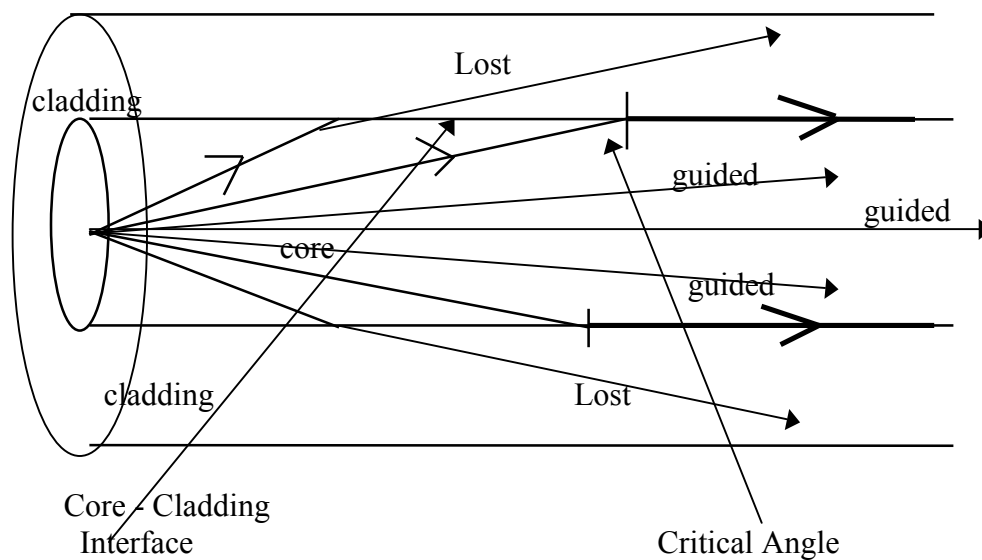 Lost
cladding
guided
guided
core
guided
cladding
Lost
Core - Cladding
Interface
Critical Angle